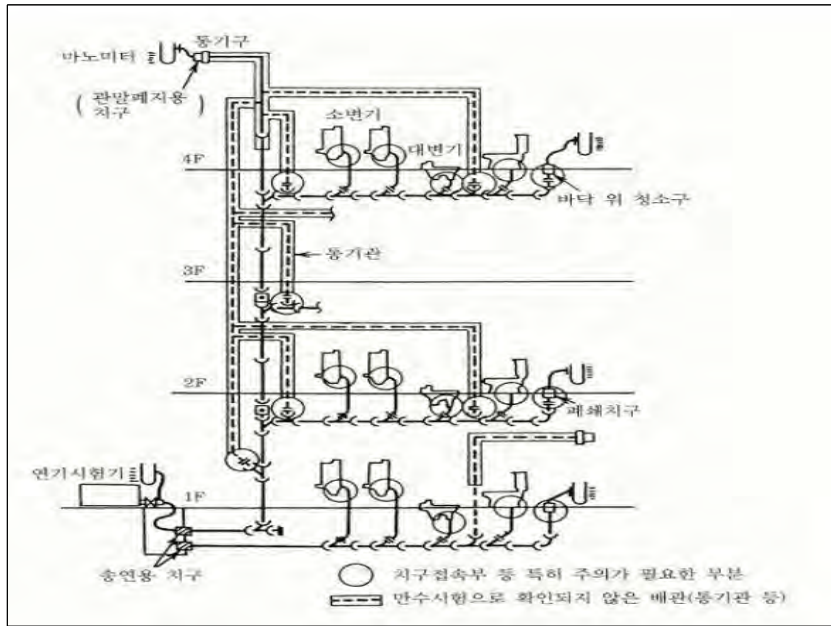 통기구
마노미터
( 관말폐지용
치구 )
소변기
대변기
4F
바닥 위 청소구
통기관
3F
2F
폐쇄치구
연기시험기
1F
송연용 치구
치구접속부 등 특히 주의가 필요한 부분
만수시험으로 확인되지 않은 배관(통기관 등)